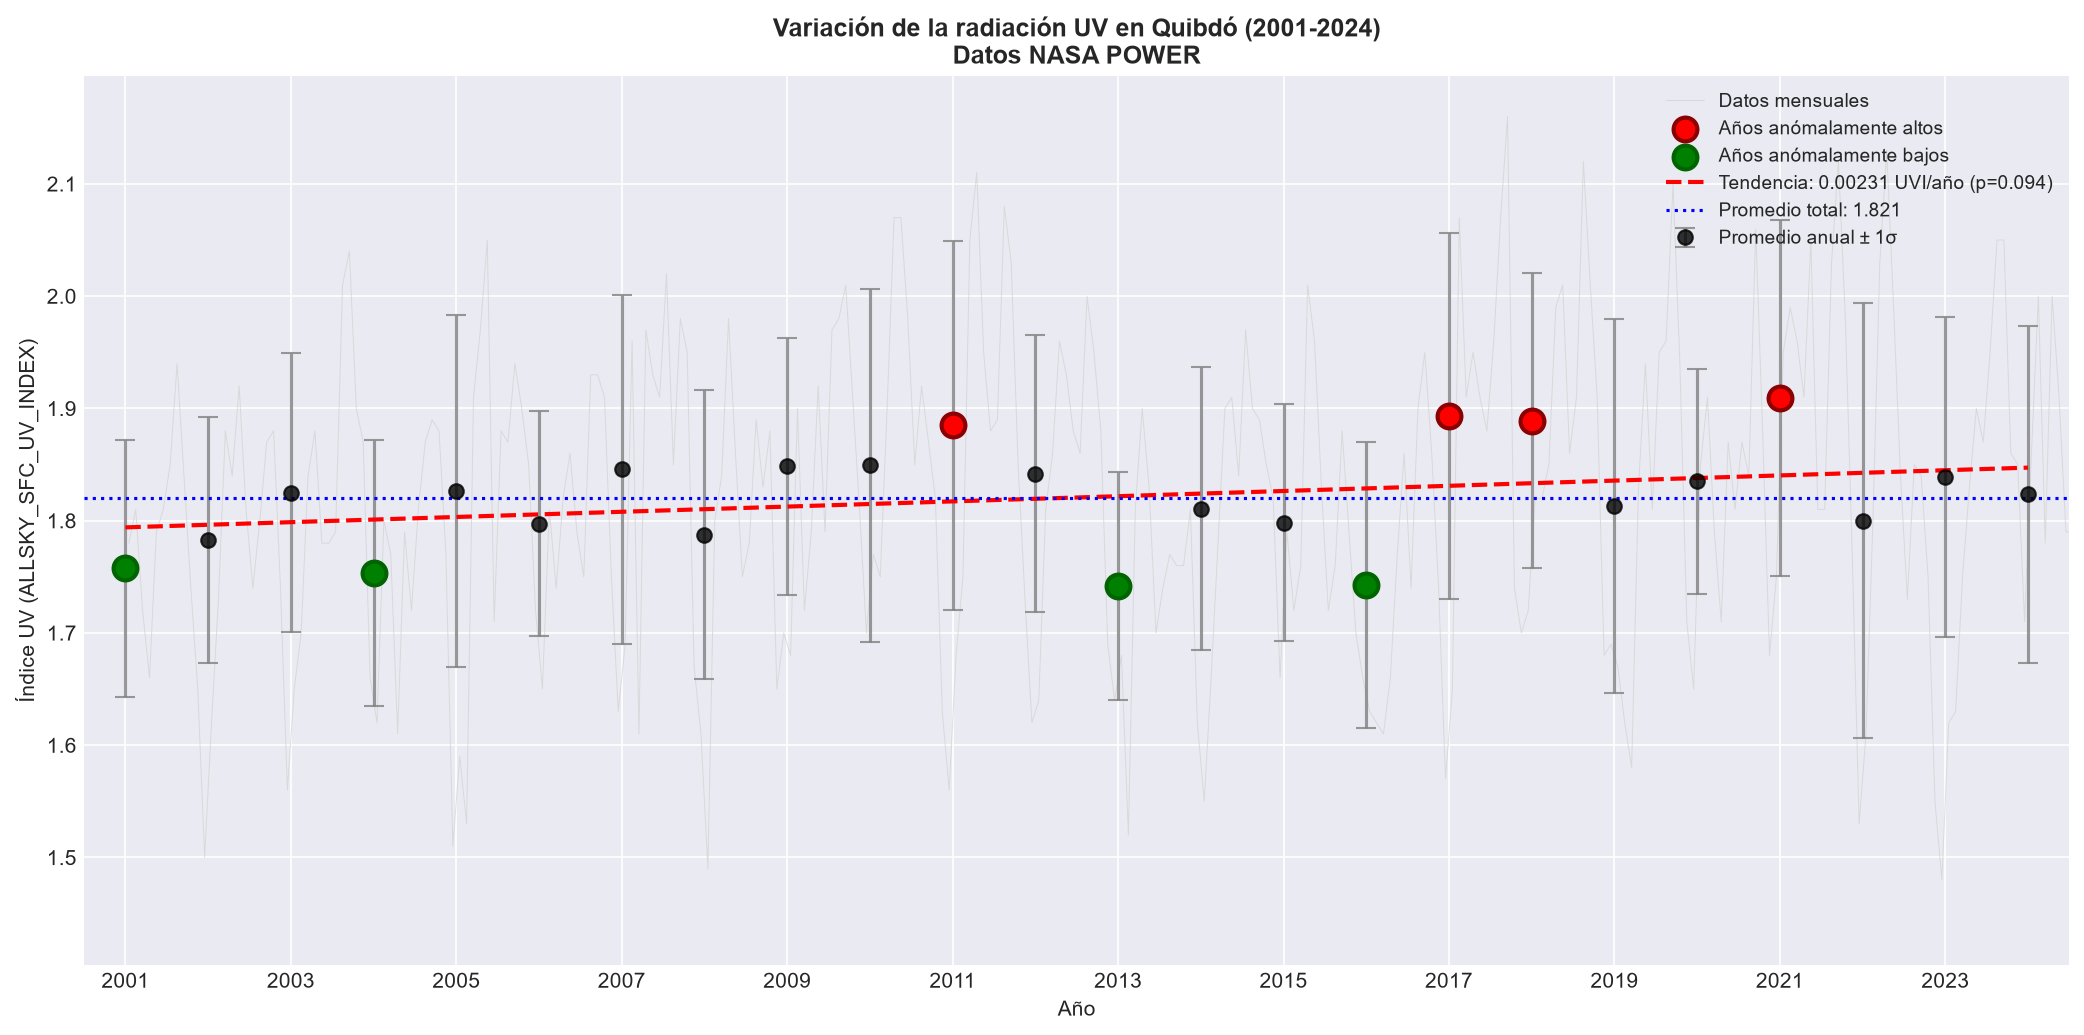 Variación de la radiación UV en Quibdó (2001-2024)
Datos NASA POWER
Datos mensuales
Años anómalamente altos
Años anómalamente bajos
Tendencia: 0.00231 UVI/año (p=0.094)
Promedio total: 1.821
Promedio anual ± 1σ
Índice UV (ALLSKY_SFC_UV_INDEX)
2.1
2.0
1.9
1.8
1.7
1.6
1.5
2001 2003 2005 2007 2009 2011 2013 2015 2017 2019 2021 2023
Año